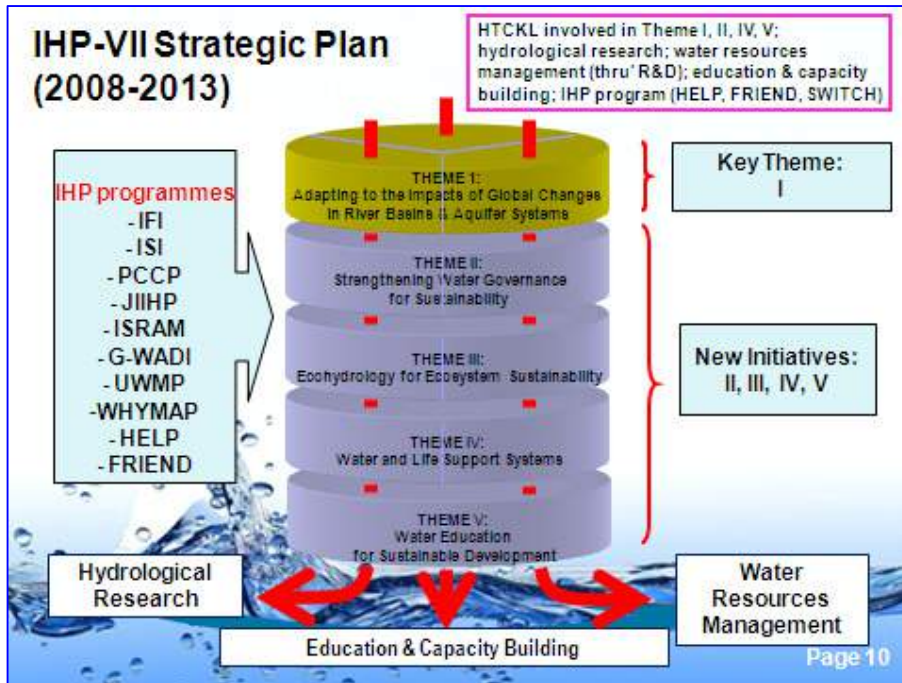 IHP-VII Strategic Plan
(2008-2013)
HTCKL involved in Theme I, II, IV, V;
hydrological research; water resources
management (thru' R&D); education & capacity
building; IHP program (HELP, FRIEND, SWITCH)
IHP programmes
- IFI
- ISI
- PCCP
- JIIHP
- ISRAM
- G-WADI
- UWMP
-WHYMAP
- HELP
- FRIEND
THEME 1:
Adapting to the Impacts of Global Changes
in River Basins & Aquifer Systems
THEME II:
Strengthening Water Governance
for Sustainability
THEME III:
Ecohydrology for Ecosystem Sustainability
THEME IV:
Water and Life Support Systems
THEME V:
Water Education
for Sustainable Development
Key Theme:
I
New Initiatives:
II, III, IV, V
Hydrological
Research
Education & Capacity Building
Water
Resources
Management
Page 10